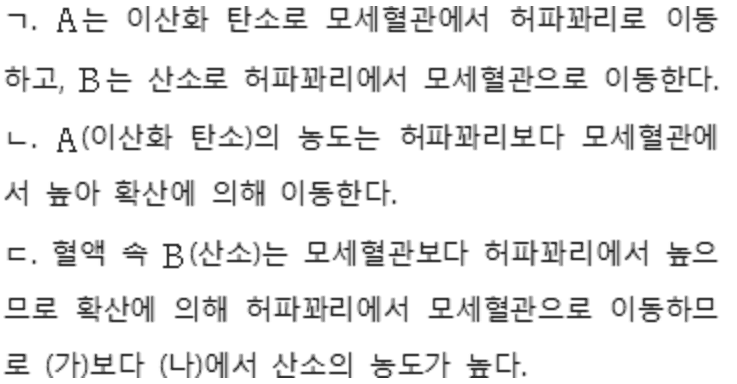 ㄱ. A는 이산화 탄소로 모세혈관에서 허파꽈리로 이동
하고, B는 산소로 허파꽈리에서 모세혈관으로 이동한다.
ㄴ. A(이산화 탄소)의 농도는 허파꽈리보다 모세혈관에
서 높아 확산에 의해 이동한다.
ㄷ. 혈액 속 B(산소)는 모세혈관보다 허파꽈리에서 높으
므로 확산에 의해 허파꽈리에서 모세혈관으로 이동하므
로 (가)보다 (나)에서 산소의 농도가 높다.